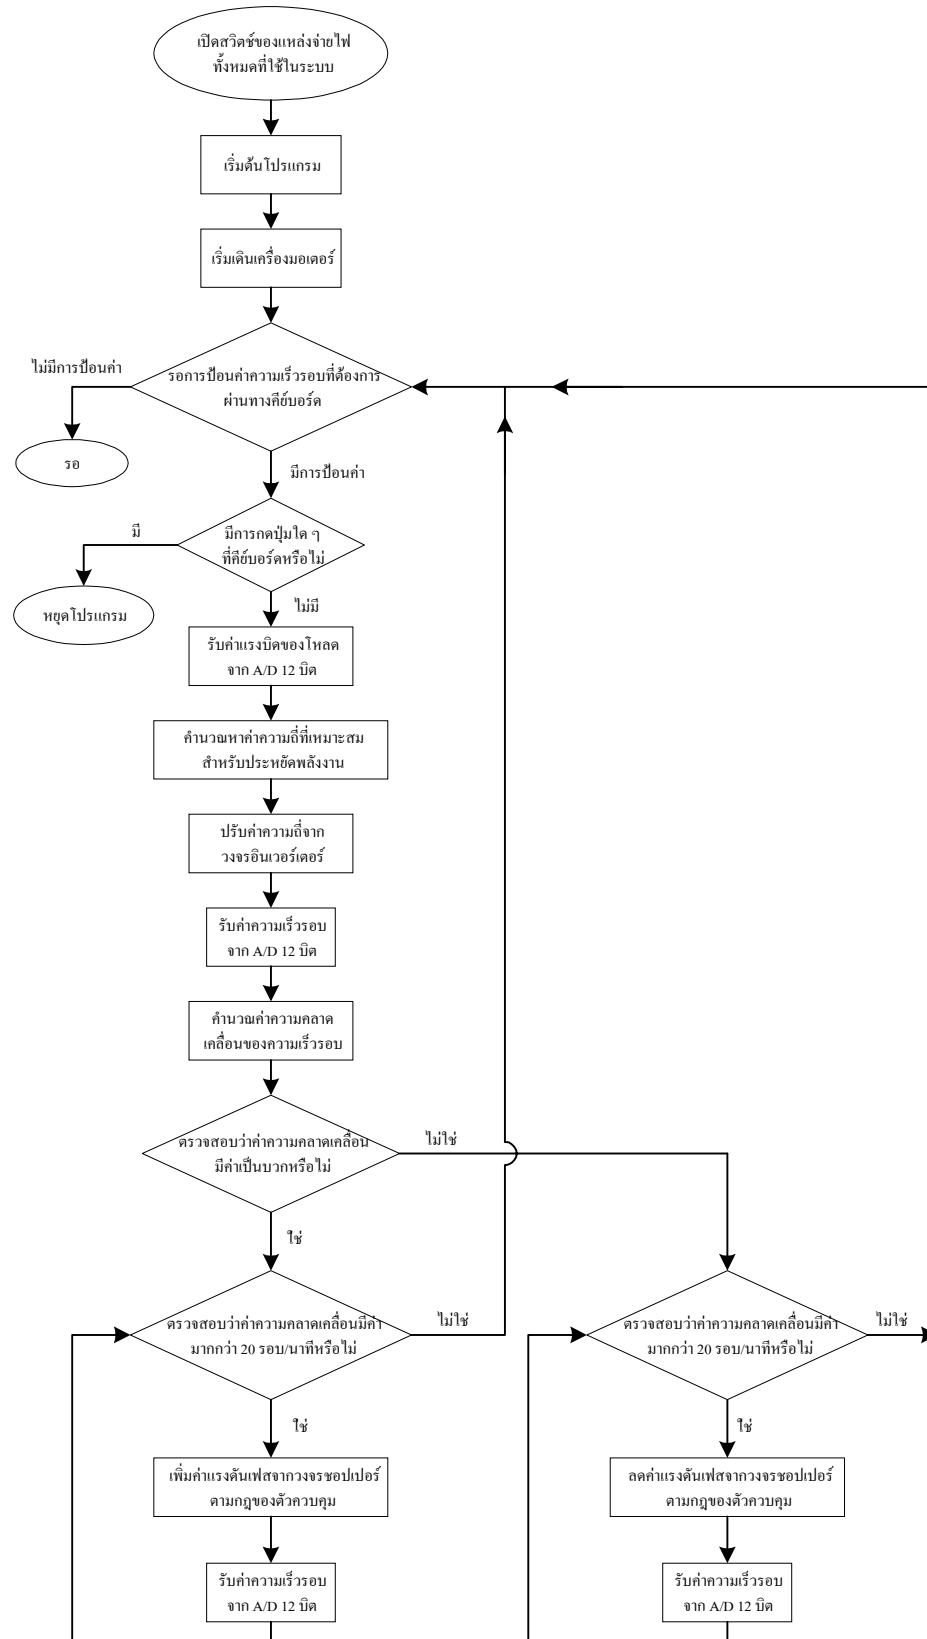 เปิดสวิตช์ของแหล่งจ่ายไฟ
ทั้งหมดที่ใช้ในระบบ
เริ่มต้นโปรแกรม
เริ่มเดินเครื่องมอเตอร์
ไม่มีการป้อนค่า
รอการป้อนค่าความเร็วรอบที่ต้องการ
ผ่านทางคีย์บอร์ด
รอ
มีการป้อนค่า
มี
มีการกดปุ่มใด ๆ
ที่คีย์บอร์ดหรือไม่
หยุดโปรแกรม
ไม่มี
รับค่าแรงบิดของโหลด
จาก A/D 12 บิต
คำนวณหาค่าความถี่ที่เหมาะสม
สำหรับประหยัดพลังงาน
ปรับค่าความถี่จาก
วงจรอินเวอร์เตอร์
รับค่าความเร็วรอบ
จาก A/D 12 บิต
คำนวณค่าความคลาด
เคลื่อนของความเร็วรอบ
ตรวจสอบว่าค่าความคลาดเคลื่อน
มีค่าเป็นบวกหรือไม่
ไม่ใช่
ใช่
ตรวจสอบว่าค่าความคลาดเคลื่อนมีค่า
มากกว่า 20 รอบ/นาทีหรือไม่
ไม่ใช่
ตรวจสอบว่าค่าความคลาดเคลื่อนมีค่า
มากกว่า 20 รอบ/นาทีหรือไม่
ไม่ใช่
ใช่
ใช่
เพิ่มค่าแรงดันเฟสจากวงจรชอปเปอร์
ตามกฎของตัวควบคุม
ลดค่าแรงดันเฟสจากวงจรชอปเปอร์
ตามกฎของตัวควบคุม
รับค่าความเร็วรอบ
จาก A/D 12 บิต
รับค่าความเร็วรอบ
จาก A/D 12 บิต